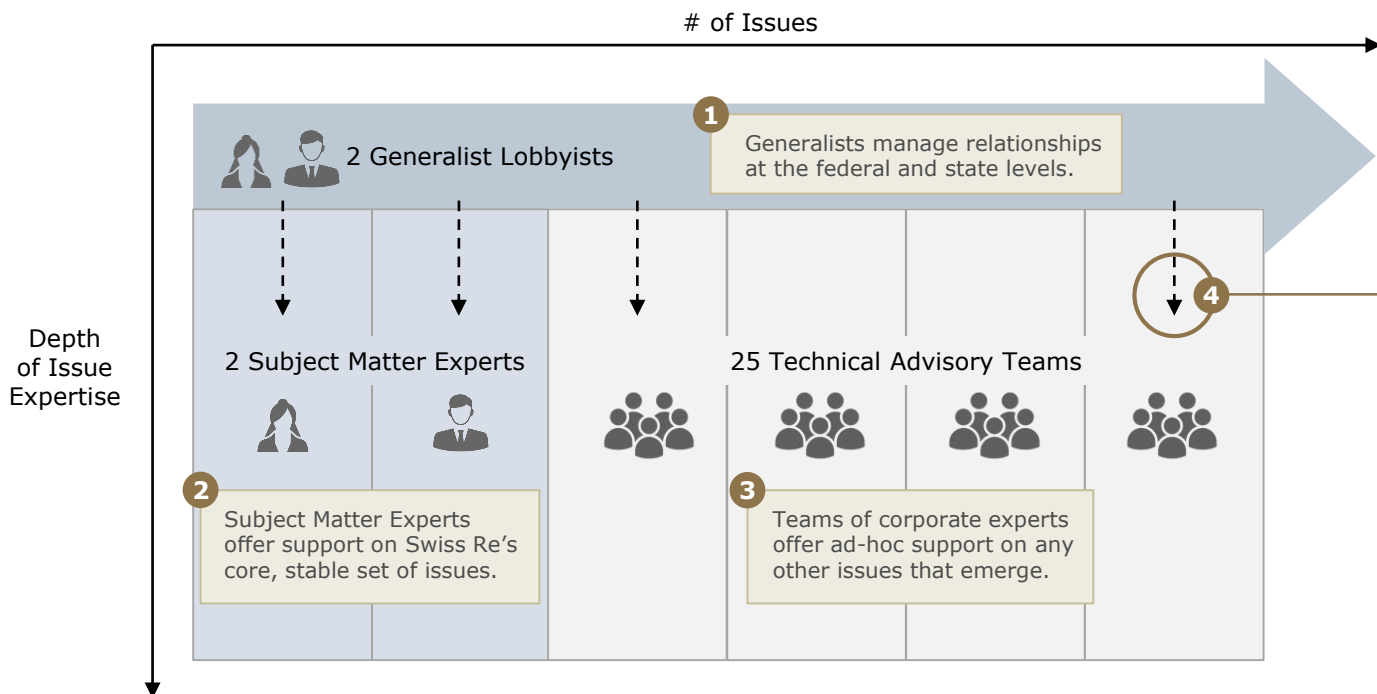 # of Issues
1
Generalists manage relationships
at the federal and state levels.
2 Generalist Lobbyists
4
Depth
of Issue
Expertise
2 Subject Matter Experts
25 Technical Advisory Teams
2
Subject Matter Experts
offer support on Swiss Re’s
core, stable set of issues.
3
Teams of corporate experts
offer ad-hoc support on any
other issues that emerge.